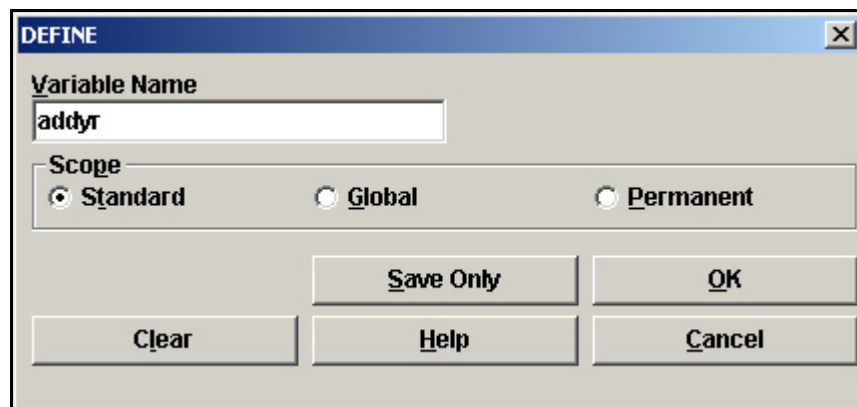 DEFINE
Variable Name
addyr
Scope
Standard Global Permanent
Save Only OK
Clear Help Cancel